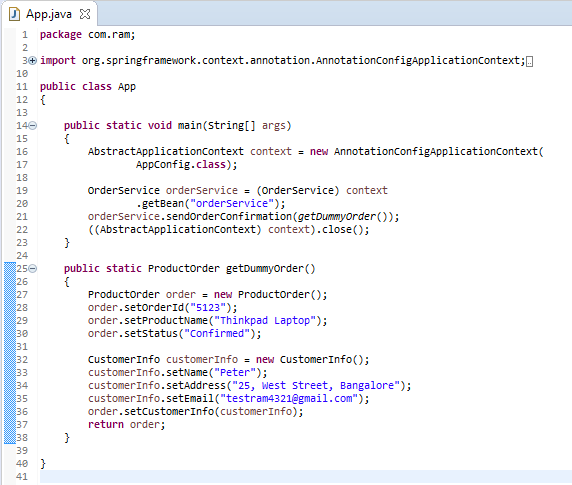 App.java
1 package com.ram;
2
3 import org.springframework.context.annotation.AnnotationConfigApplicationContext;
10
11 public class App
12 {
13
14     public static void main(String[] args)
15     {
16         AbstractApplicationContext context = new AnnotationConfigApplicationContext(
17                 AppConfig.class);
18
19         OrderService orderService = (OrderService) context
20                 .getBean("orderService");
21         orderService.sendOrderConfirmation(getDummyOrder());
22         ((AbstractApplicationContext) context).close();
23     }
24
25     public static ProductOrder getDummyOrder()
26     {
27         ProductOrder order = new ProductOrder();
28         order.setOrderId("5123");
29         order.setProductName("Thinkpad Laptop");
30         order.setStatus("Confirmed");
31
32         CustomerInfo customerInfo = new CustomerInfo();
33         customerInfo.setName("Peter");
34         customerInfo.setAddress("25, West Street, Bangalore");
35         customerInfo.setEmail("testram4321@gmail.com");
36         order.setCustomerInfo(customerInfo);
37         return order;
38     }
39
40 }
41